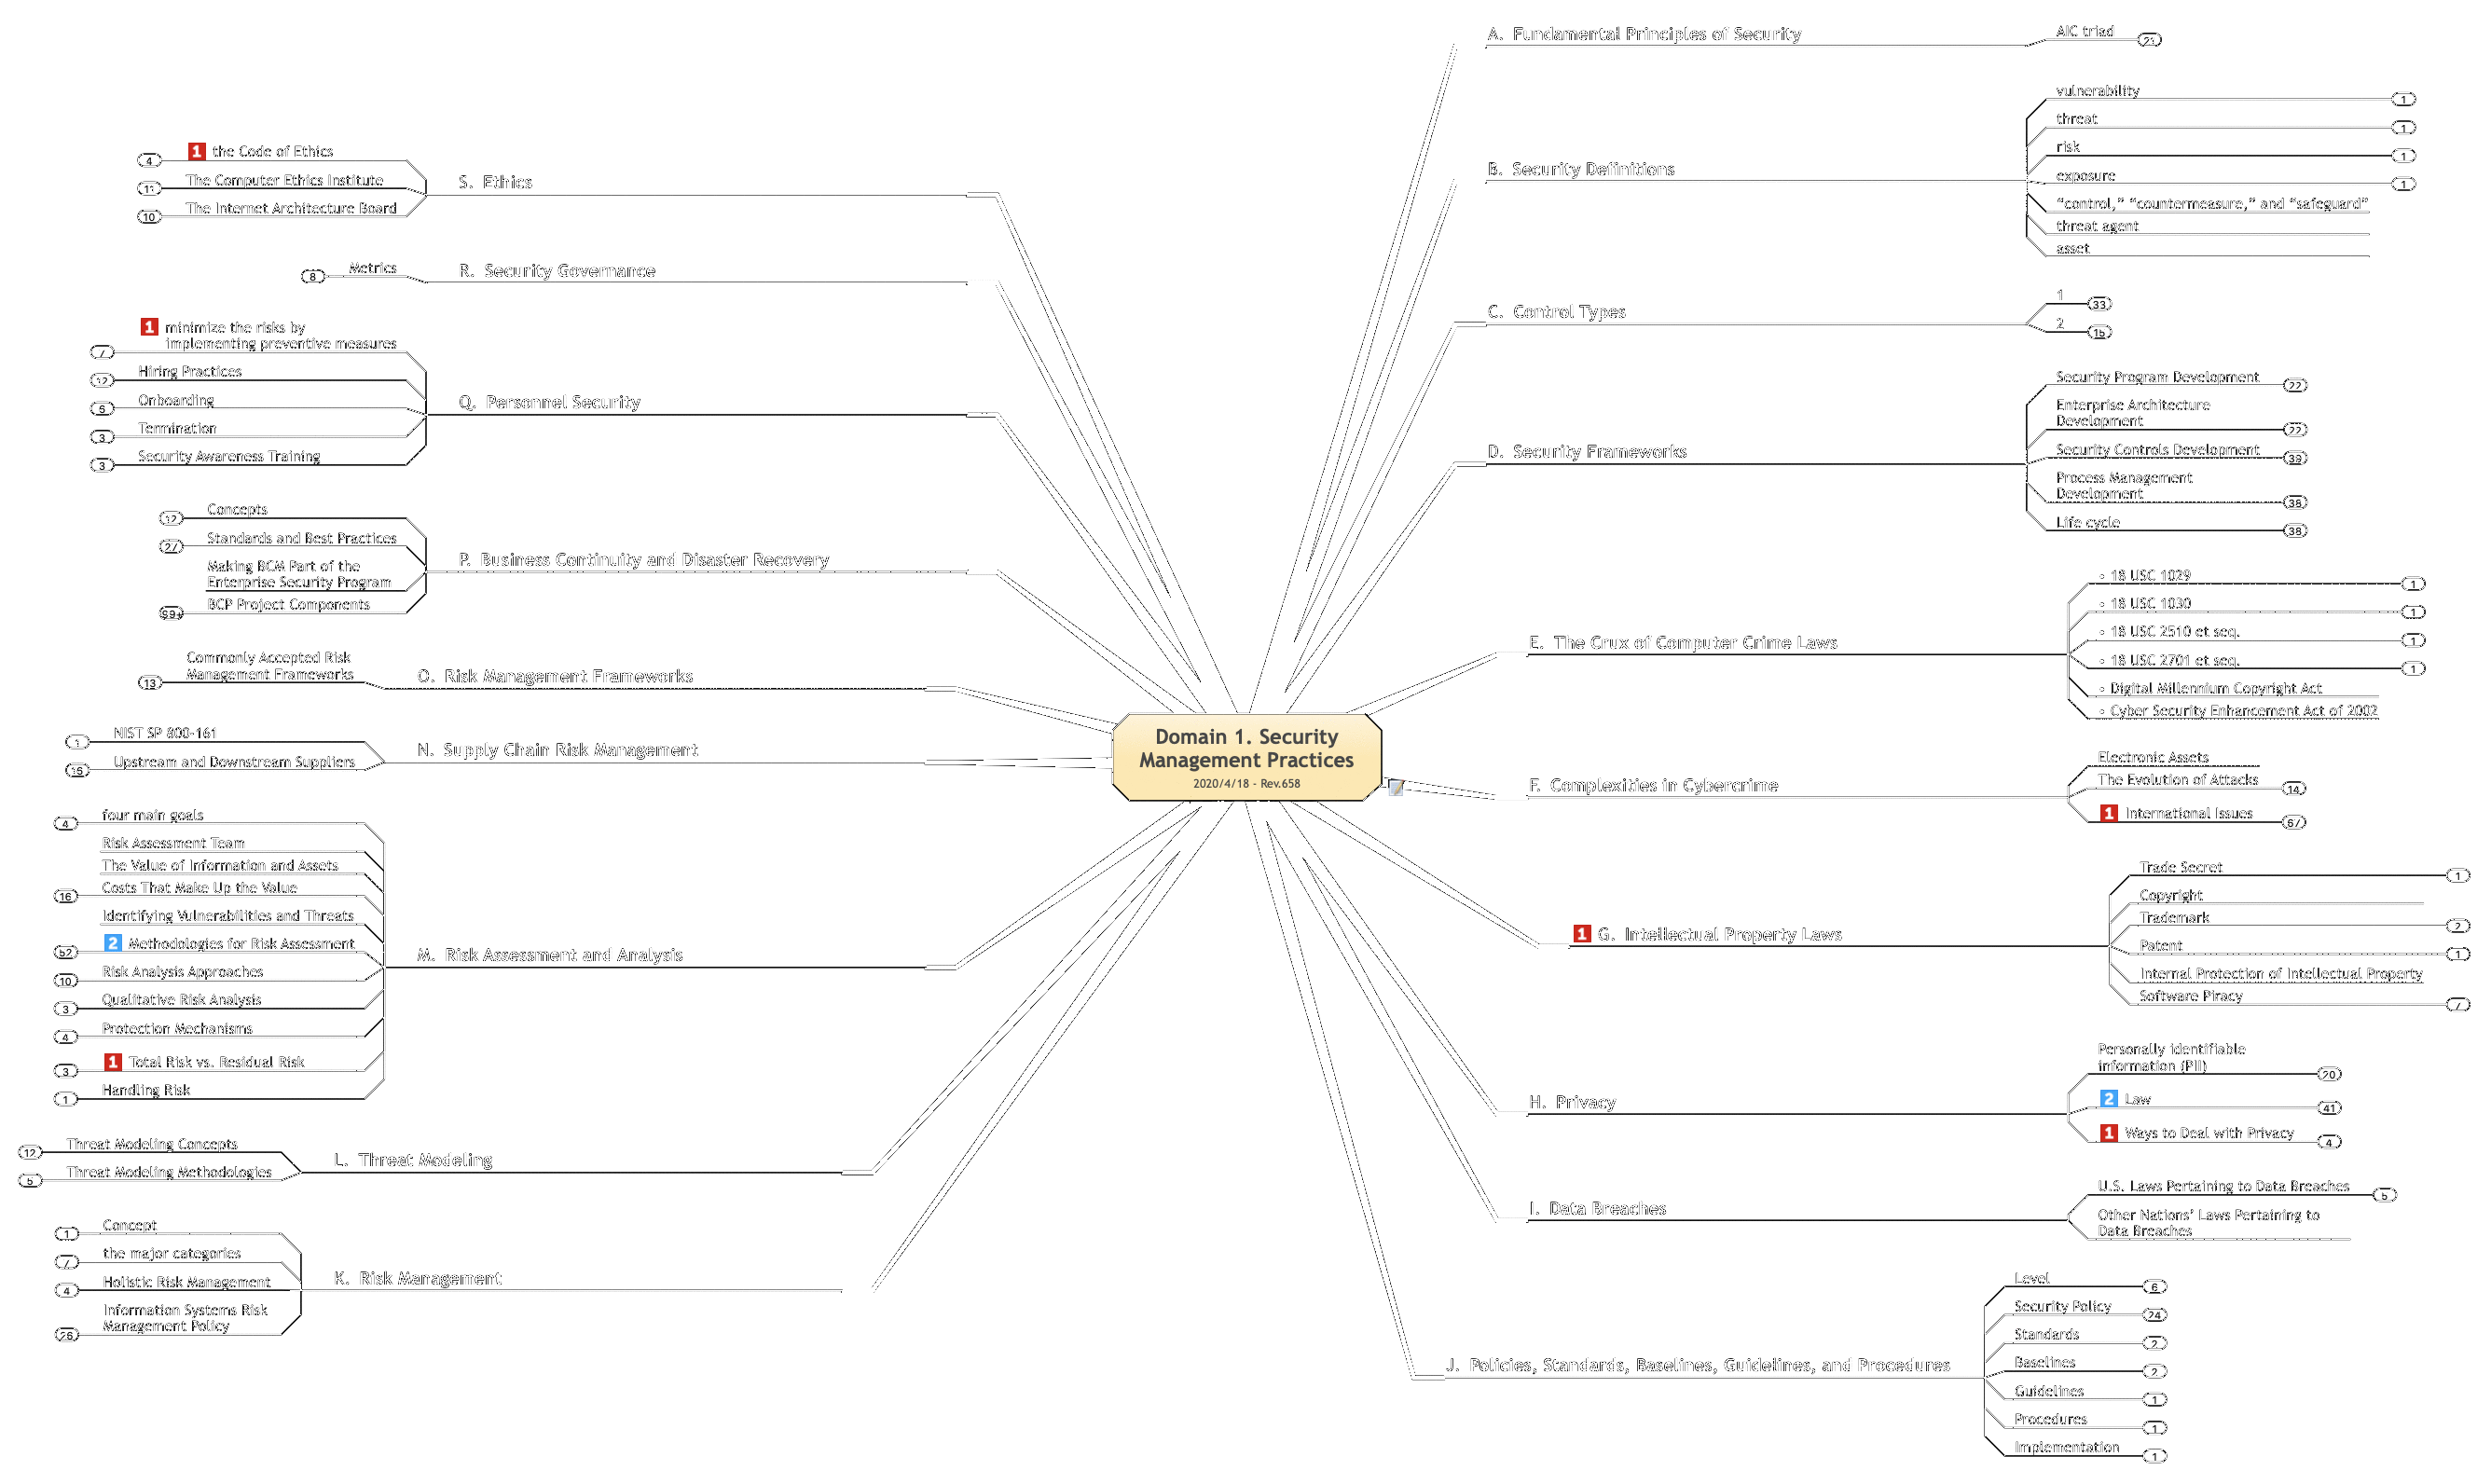 Domain 1. Security
Management Practices
2020/4/18 - Rev.658
A. Fundamental Principles of Security
AIC triad
B. Security Definitions
vulnerability
1
threat
1
risk
1
exposure
1
“control,” “countermeasure,” and “safeguard”
threat agent
asset
C. Control Types
1
33
2
15
D. Security Frameworks
Security Program Development
22
Enterprise Architecture
Development
22
Security Controls Development
39
Process Management
Development
38
Life cycle
38
E. The Crux of Computer Crime Laws
◦ 18 USC 1029
1
◦ 18 USC 1030
1
◦ 18 USC 2510 et seq.
1
◦ 18 USC 2701 et seq.
1
◦ Digital Millennium Copyright Act
◦ Cyber Security Enhancement Act of 2002
F. Complexities in Cybercrime
Electronic Assets
The Evolution of Attacks
14
1 International Issues
67
1 G. Intellectual Property Laws
Trade Secret
1
Copyright
Trademark
2
Patent
1
Internal Protection of Intellectual Property
Software Piracy
7
H. Privacy
Personally identifiable
information (PII)
20
2 Law
41
1 Ways to Deal with Privacy
4
I. Data Breaches
U.S. Laws Pertaining to Data Breaches
5
Other Nations’ Laws Pertaining to
Data Breaches
J. Policies, Standards, Baselines, Guidelines, and Procedures
Level
6
Security Policy
24
Standards
2
Baselines
2
Guidelines
1
Procedures
1
Implementation
1
S. Ethics
1 the Code of Ethics
4
The Computer Ethics Institute
11
The Internet Architecture Board
10
R. Security Governance
Metrics
8
Q. Personnel Security
1 minimize the risks by
implementing preventive measures
7
Hiring Practices
12
Onboarding
6
Termination
3
Security Awareness Training
3
P. Business Continuity and Disaster Recovery
Concepts
12
Standards and Best Practices
27
Making BCM Part of the
Enterprise Security Program
BCP Project Components
99+
O. Risk Management Frameworks
Commonly Accepted Risk
Management Frameworks
13
N. Supply Chain Risk Management
NIST SP 800-161
1
Upstream and Downstream Suppliers
15
M. Risk Assessment and Analysis
four main goals
4
Risk Assessment Team
The Value of Information and Assets
Costs That Make Up the Value
16
Identifying Vulnerabilities and Threats
2 Methodologies for Risk Assessment
52
Risk Analysis Approaches
10
Qualitative Risk Analysis
3
Protection Mechanisms
4
1 Total Risk vs. Residual Risk
3
Handling Risk
1
L. Threat Modeling
Threat Modeling Concepts
12
Threat Modeling Methodologies
5
K. Risk Management
Concept
1
the major categories
7
Holistic Risk Management
4
Information Systems Risk
Management Policy
26